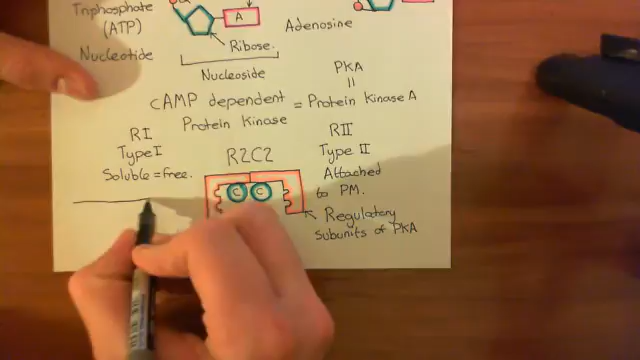 Triphosphate
(ATP)
Nucleotide
A
Ribose.
Nucleoside
Adenosine
cAMP dependent
Protein Kinase
PKA
=
= Protein Kinase A
RI
Type I
Soluble = free.
R2C2
C C
RII
Type II
Attached
to PM.
Regulatory
subunits of PKA